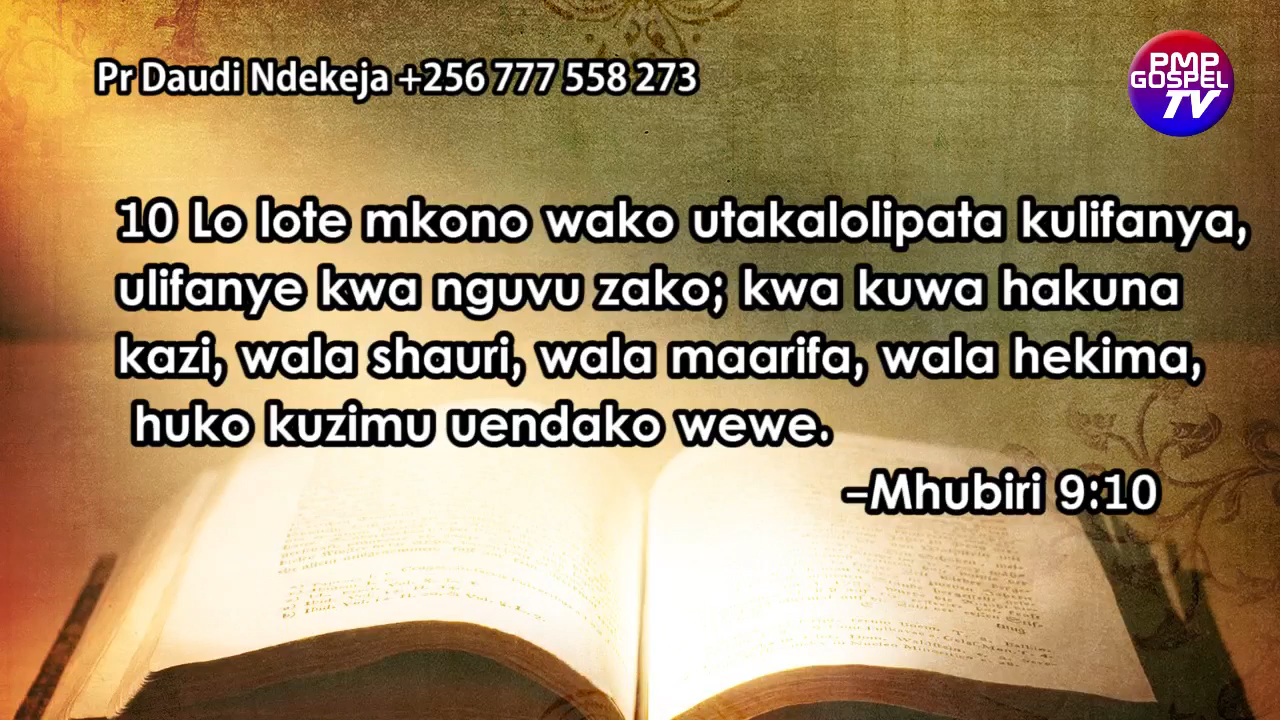 Pr Daudi Ndekeja +256 777 558 273
PMP
GOSPEL
TV
10 Lo lote mkono wako utakalolipata kulifanya,
ulifanye kwa nguvu zako; kwa kuwa hakuna
kazi, wala shauri, wala maarifa, wala hekima,
huko kuzimu uendako wewe.
–Mhubiri 9:10